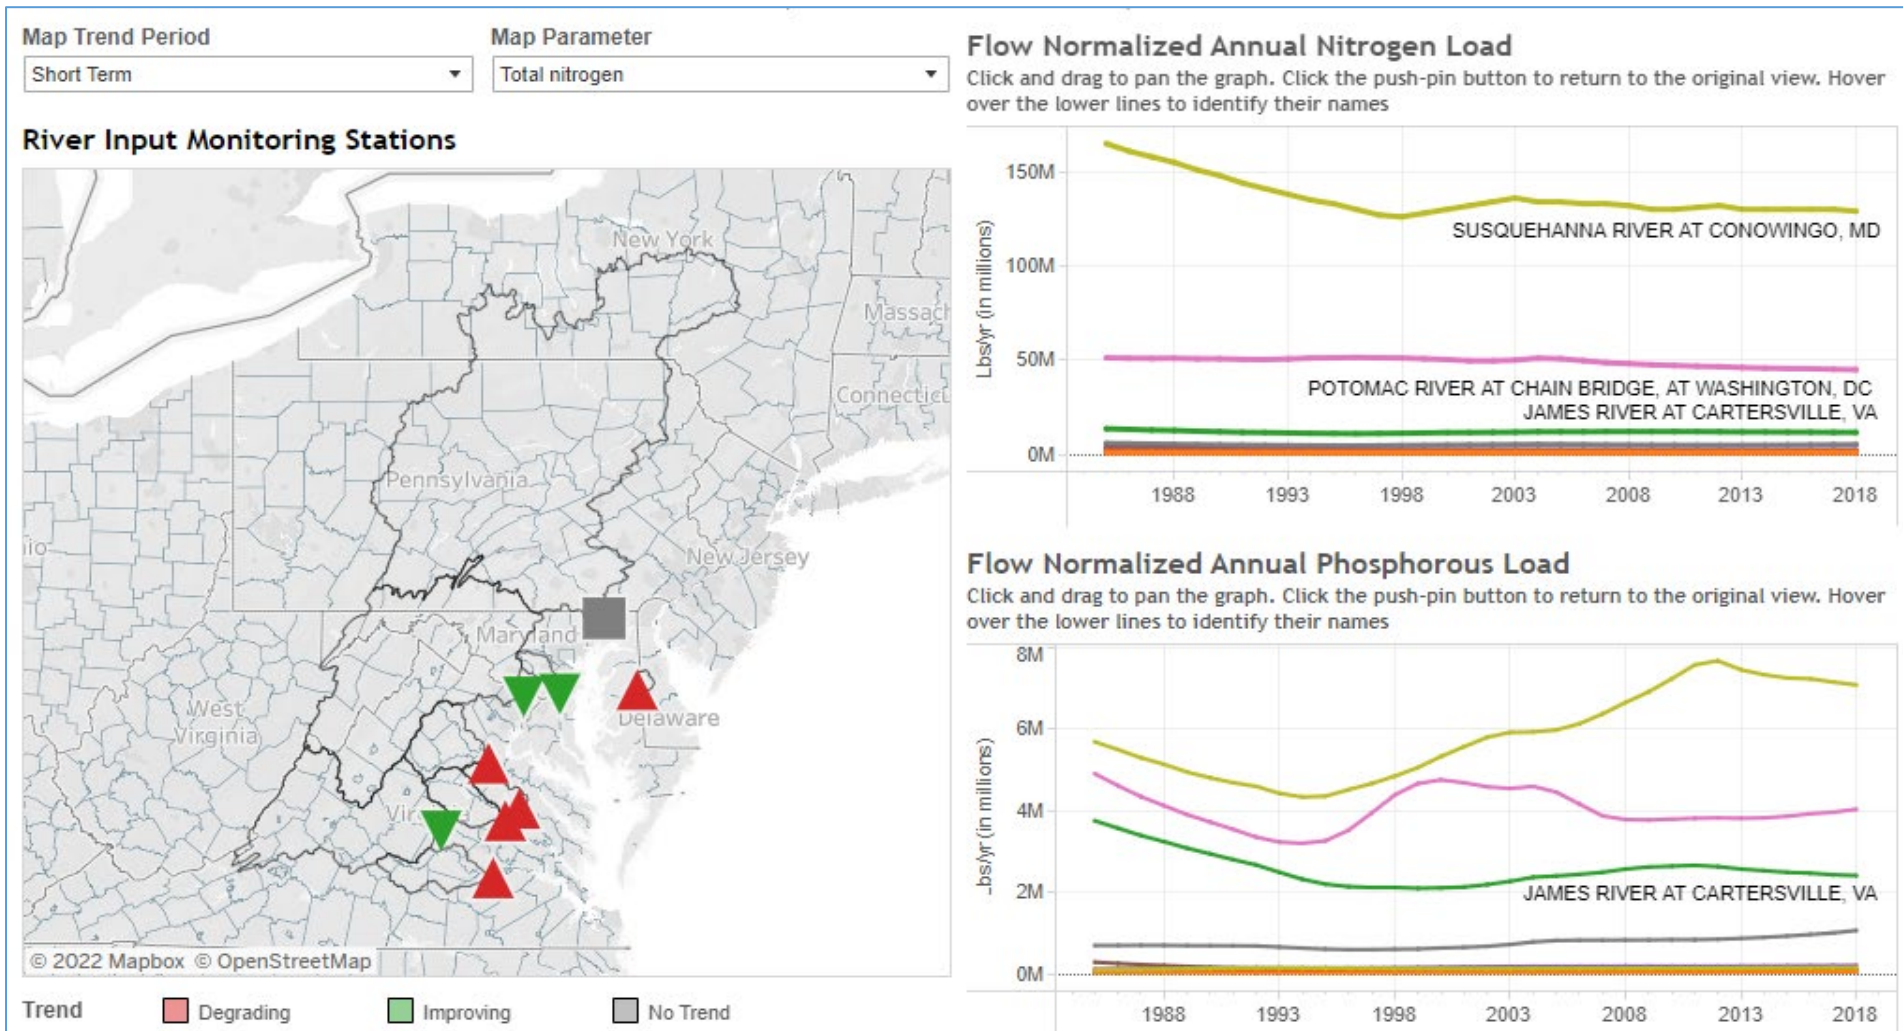 Map Trend Period
Short Term
Map Parameter
Total nitrogen
River Input Monitoring Stations
New York
Massach
Connecticut
Pennsylvania
New Jersey
io
Maryland
West
Virginia
Delaware
© 2022 Mapbox © OpenStreetMap
Trend
Degrading
Improving
No Trend
Flow Normalized Annual Nitrogen Load
Click and drag to pan the graph. Click the push-pin button to return to the original view. Hover
over the lower lines to identify their names
Lbs/yr (in millions)
150M
100M
50M
0M
SUSQUEHANNA RIVER AT CONOWINGO, MD
POTOMAC RIVER AT CHAIN BRIDGE, AT WASHINGTON, DC
JAMES RIVER AT CARTERSVILLE, VA
1988 1993 1998 2003 2008 2013 2018
Flow Normalized Annual Phosphorous Load
Click and drag to pan the graph. Click the push-pin button to return to the original view. Hover
over the lower lines to identify their names
Lbs/yr (in millions)
8M
6M
4M
2M
0M
JAMES RIVER AT CARTERSVILLE, VA
1988 1993 1998 2003 2008 2013 2018